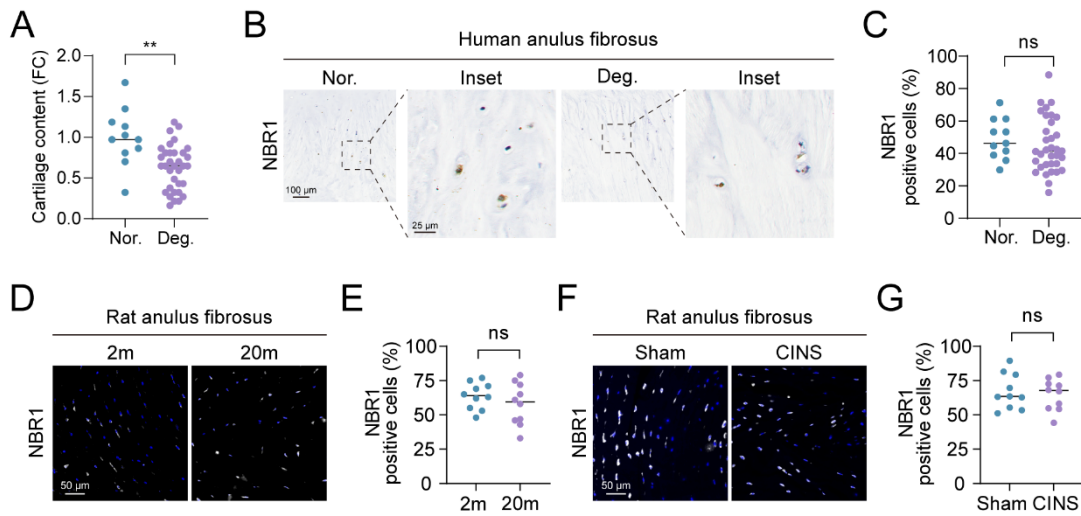 A
Cartilage content (FC)
2.0
1.5
1.0
0.5
0.0
**
Nor.
Deg.
B
Human anulus fibrosus
Nor.
Inset
Deg.
Inset
NBR1
100 µm
25 µm
C
NBR1
positive cells (%)
100
80
60
40
20
0
ns
Nor.
Deg.
D
Rat anulus fibrosus
2m
20m
NBR1
50 µm
E
NBR1
positive cells (%)
100
75
50
25
0
ns
2m
20m
F
Rat anulus fibrosus
Sham
CINS
NBR1
50 µm
G
NBR1
positive cells (%)
100
75
50
25
0
ns
Sham CINS